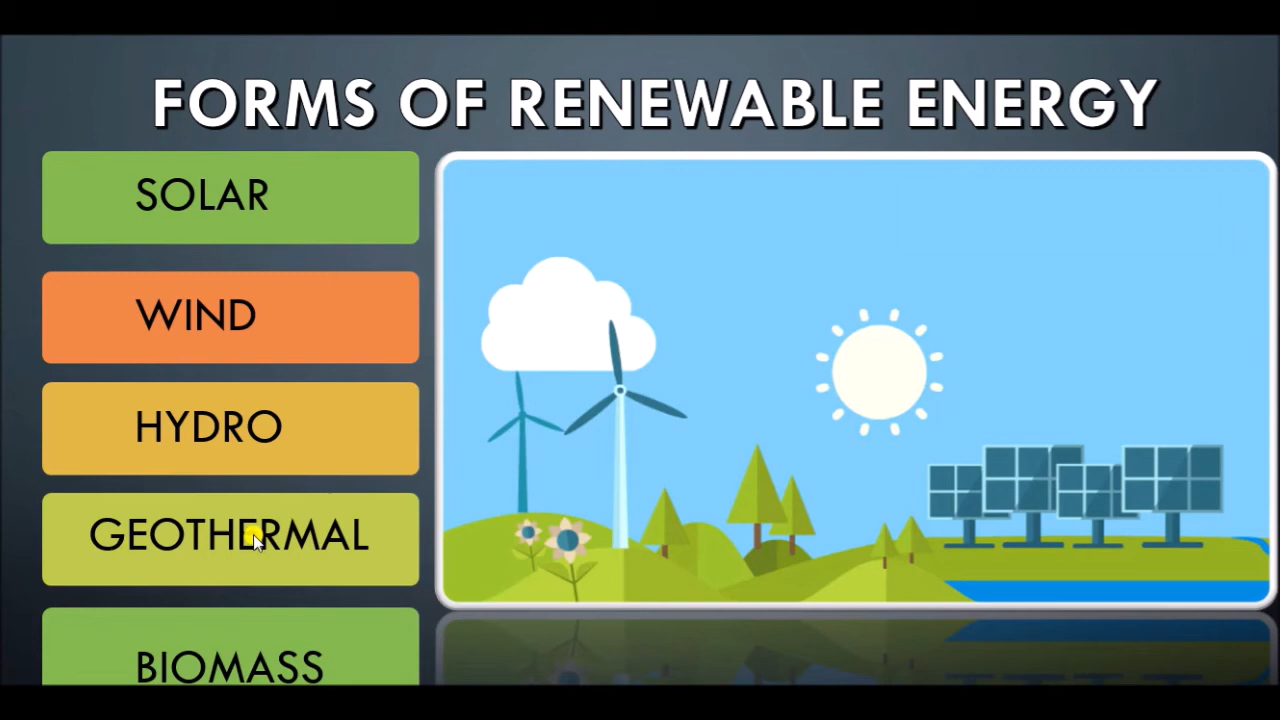 FORMS OF RENEWABLE ENERGY
SOLAR
WIND
HYDRO
GEOTHERMAL
BIOMASS